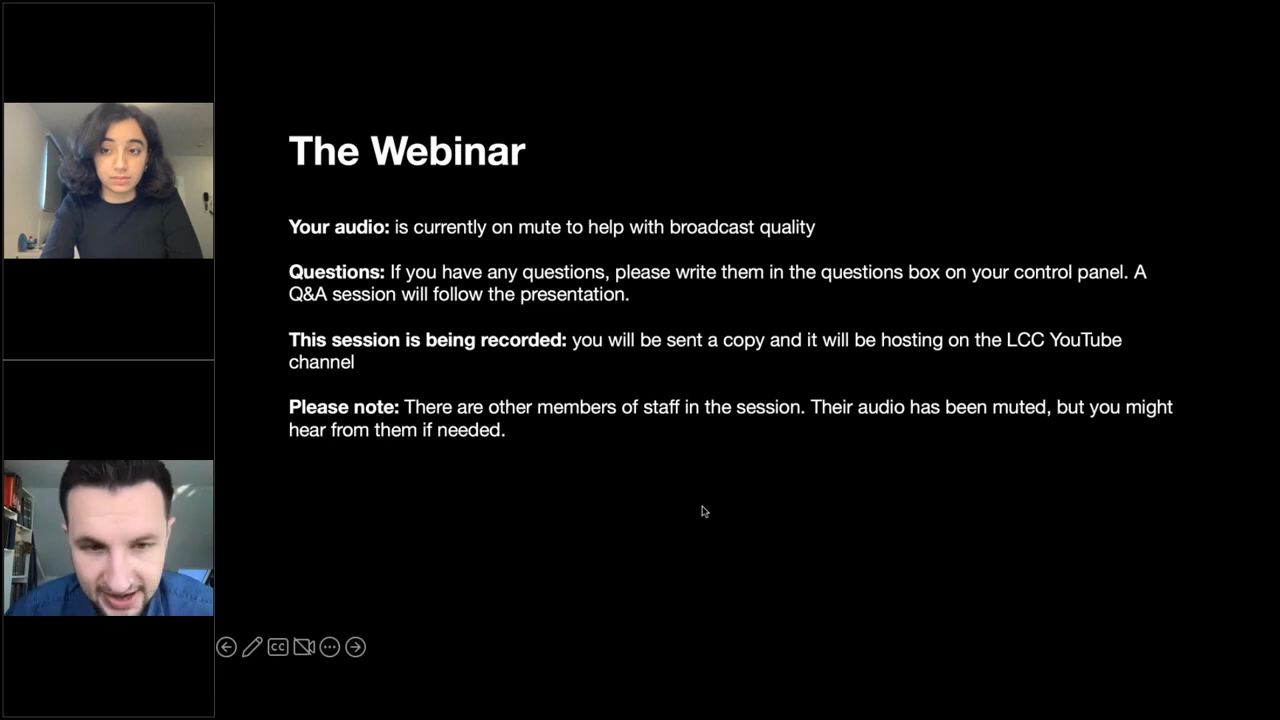 The Webinar
Your audio: is currently on mute to help with broadcast quality
Questions: If you have any questions, please write them in the questions box on your control panel. A
Q&A session will follow the presentation.
This session is being recorded: you will be sent a copy and it will be hosting on the LCC YouTube
channel
Please note: There are other members of staff in the session. Their audio has been muted, but you might
hear from them if needed.
CC